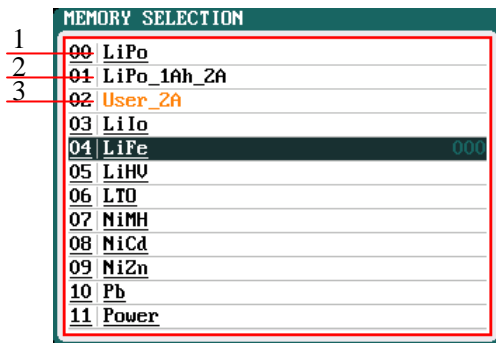 MEMORY SELECTION
1 00 LiPo
2 01 LiPo_1Ah_2A
3 02 User_2A
03 LiIo
04 LiFe 000
05 LiHV
06 LTO
07 NiMH
08 NiCd
09 NiZn
10 Pb
11 Power